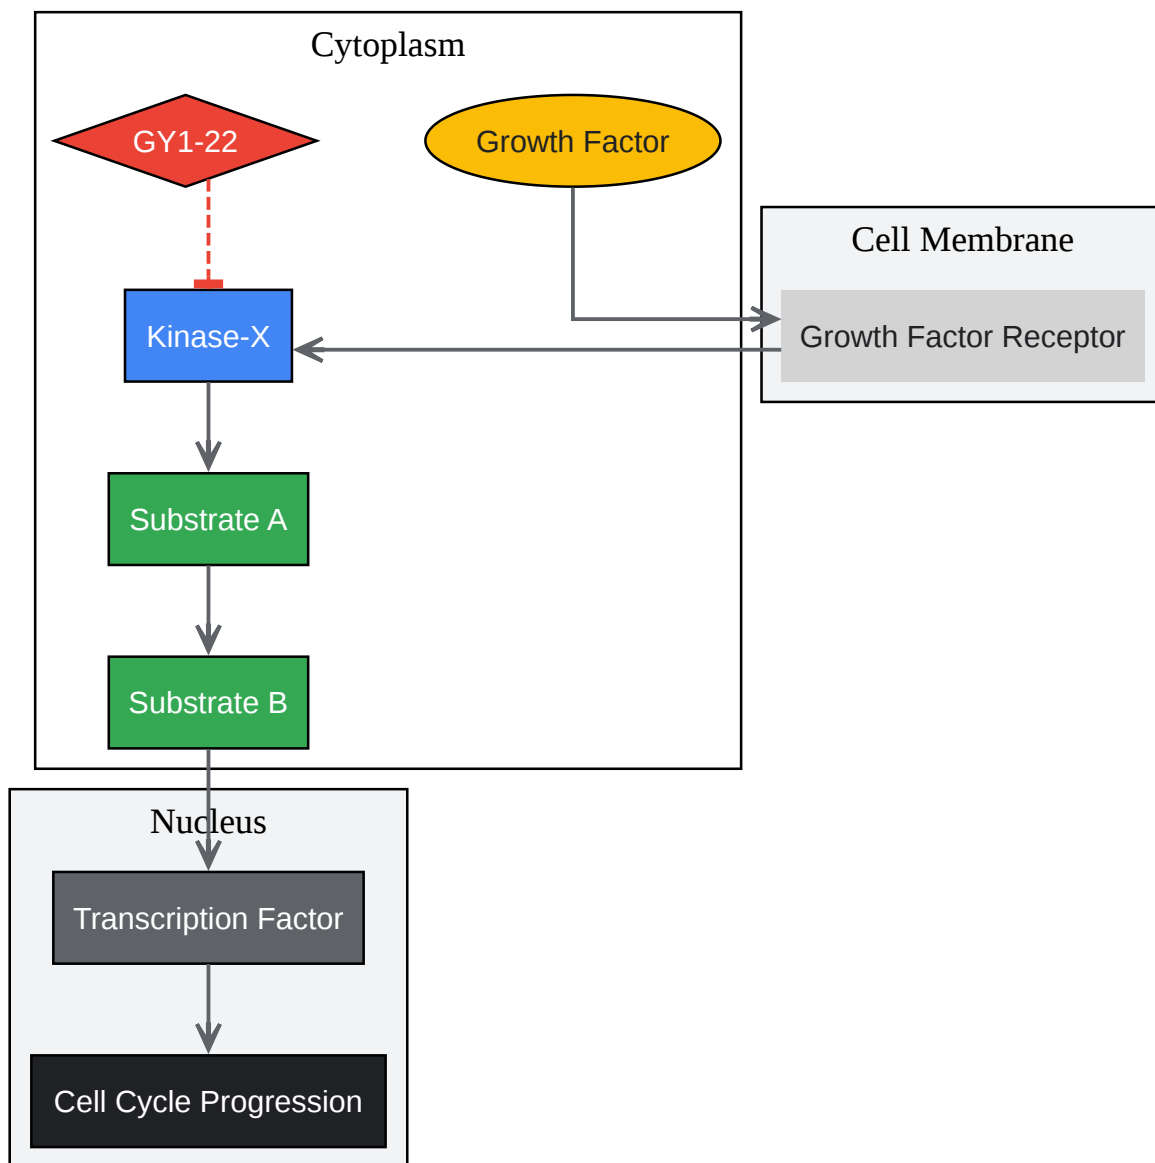 Cytoplasm
GY1-22
Growth Factor
Cell Membrane
Kinase-X
Growth Factor Receptor
Substrate A
Substrate B
Nucleus
Transcription Factor
Cell Cycle Progression